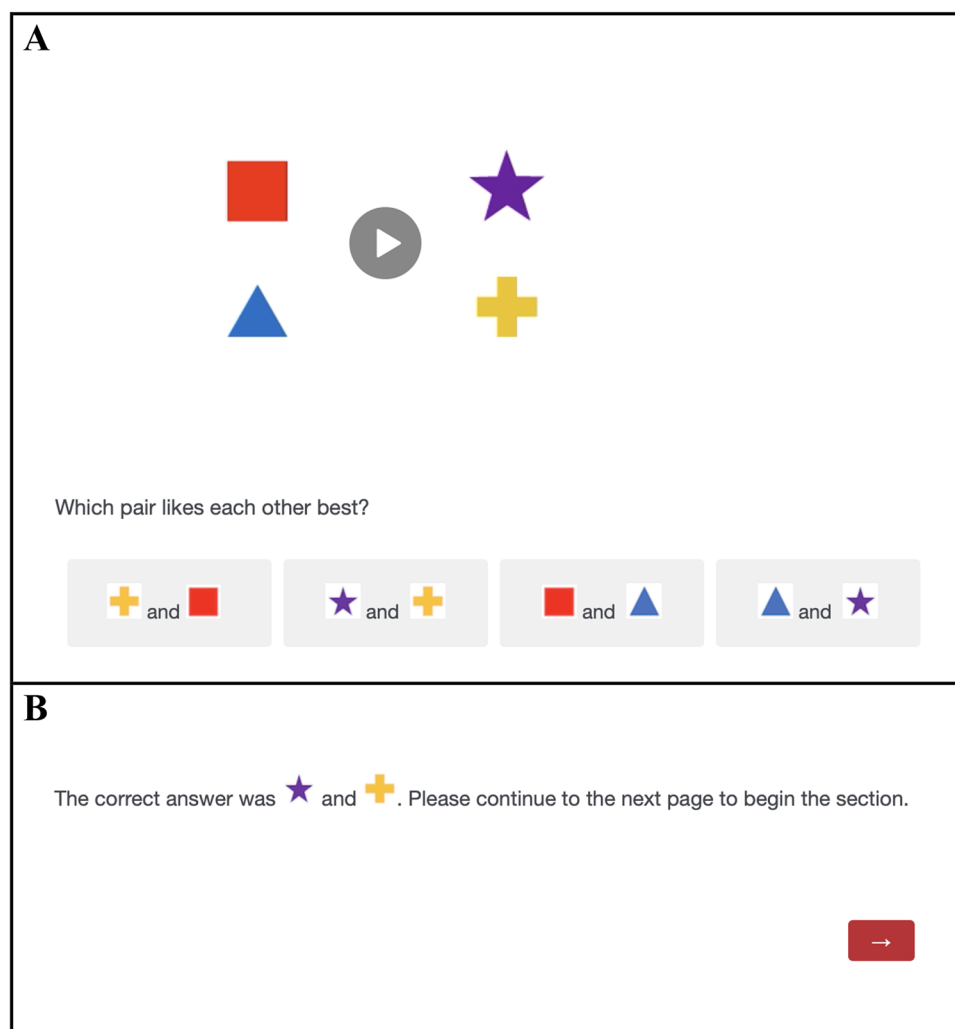 A
Which pair likes each other best?
and and and and
B
The correct answer was and . Please continue to the next page to begin the section.
→